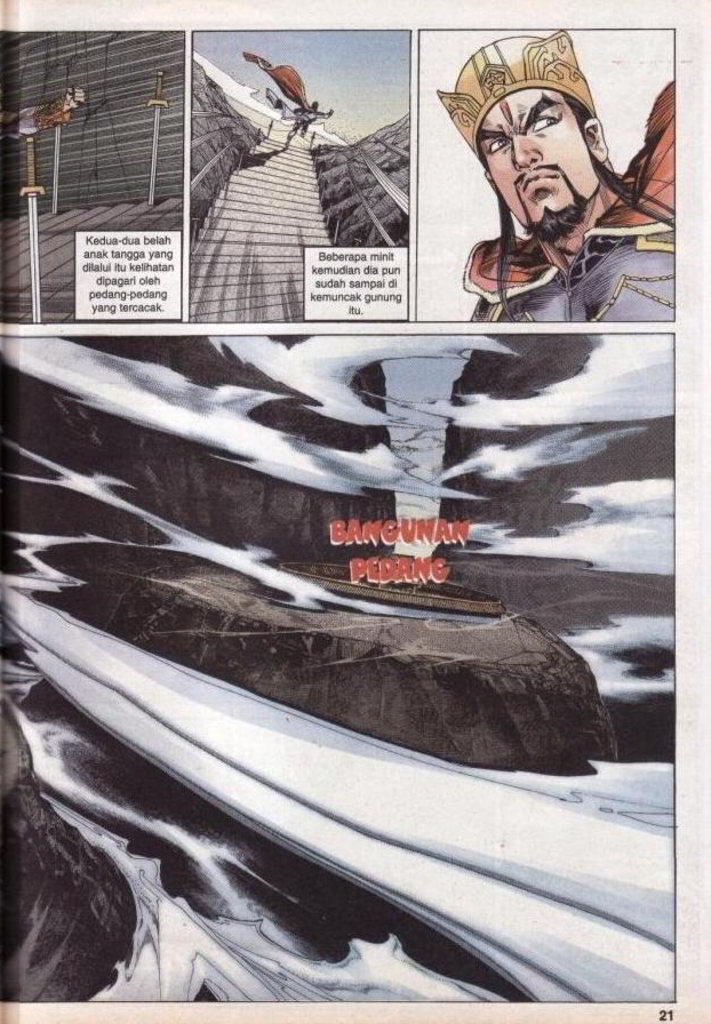 Kedua-dua belah
anak tangga yang
dilalui itu kelihatan
dipagari oleh
pedang-pedang
yang tercacak.
Beberapa minit
kemudian dia pun
sudah sampai di
kemuncak gunung
itu.
BANGUNAN
PEDANG
21